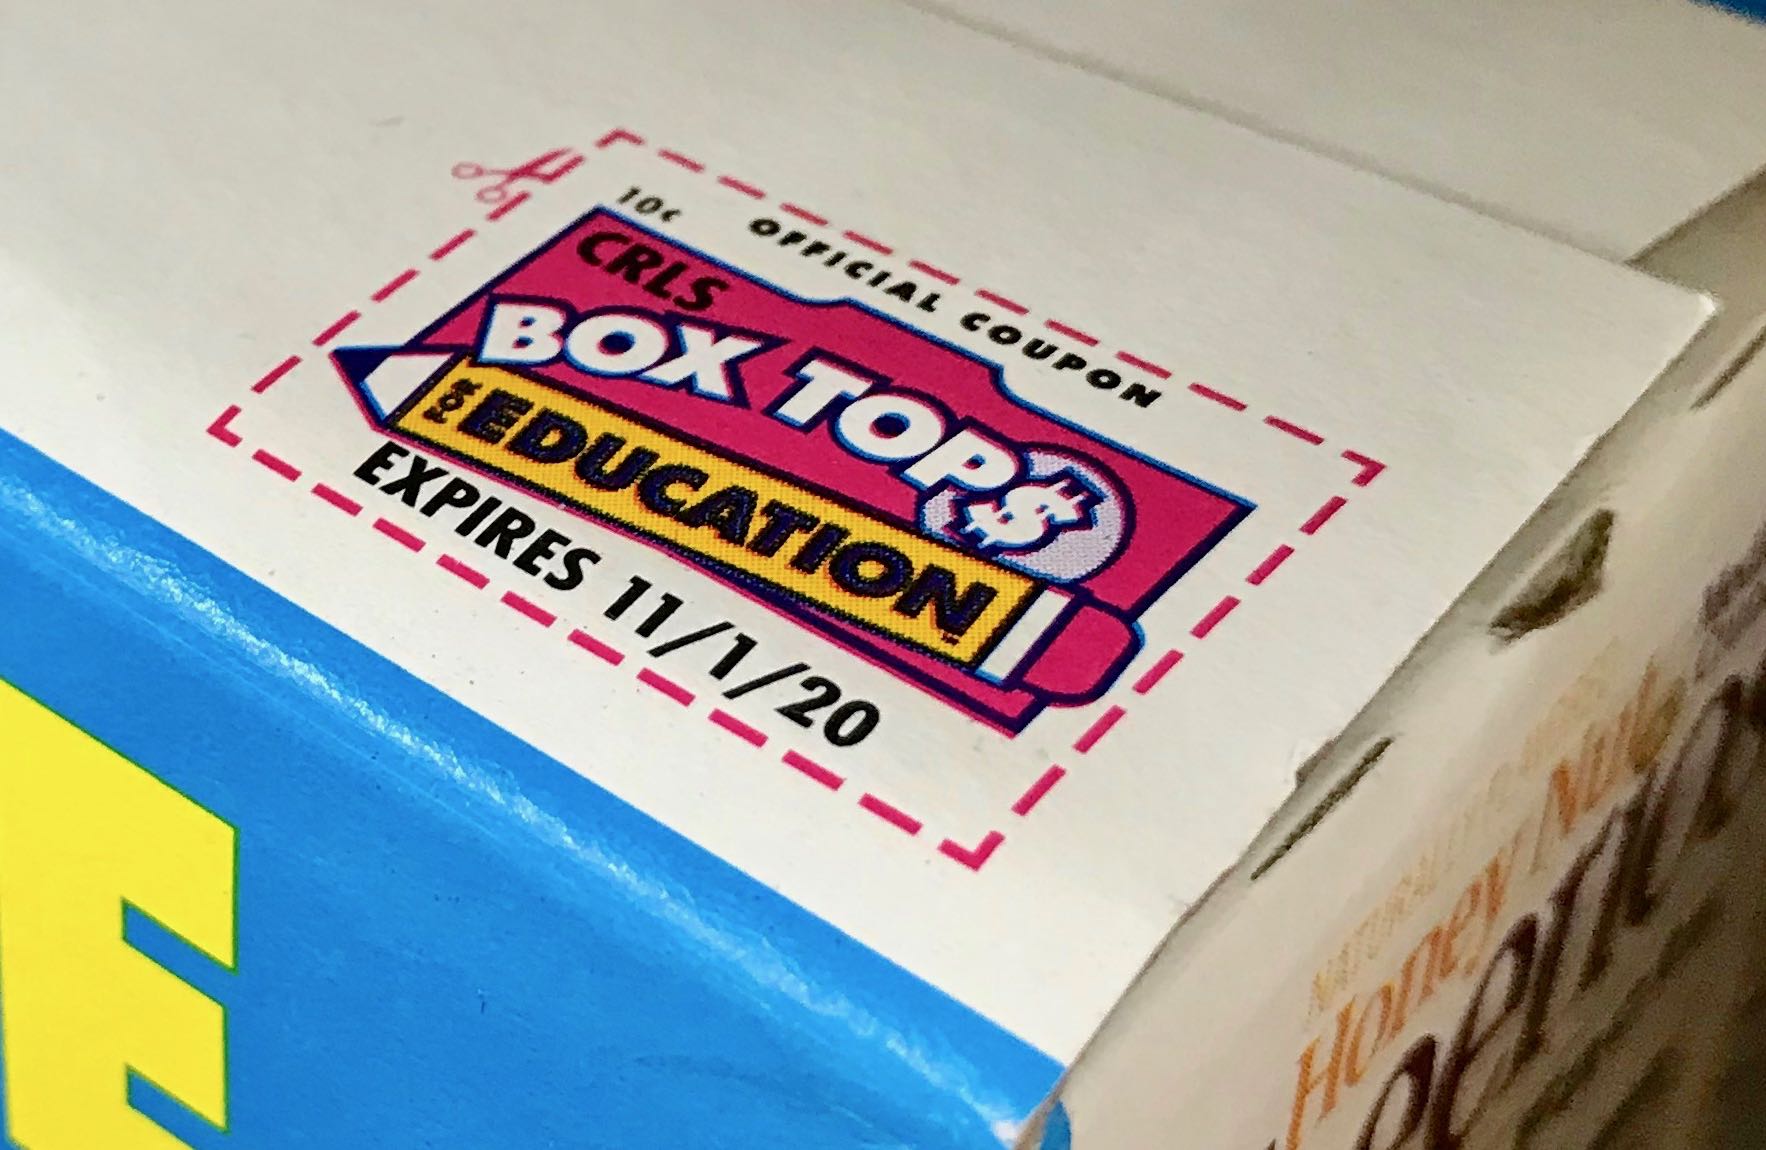 10¢ OFFICIAL COUPON
CRLS
BOX TOP$
FOR EDUCATION
EXPIRES 11/1/20
E
Honey Nut